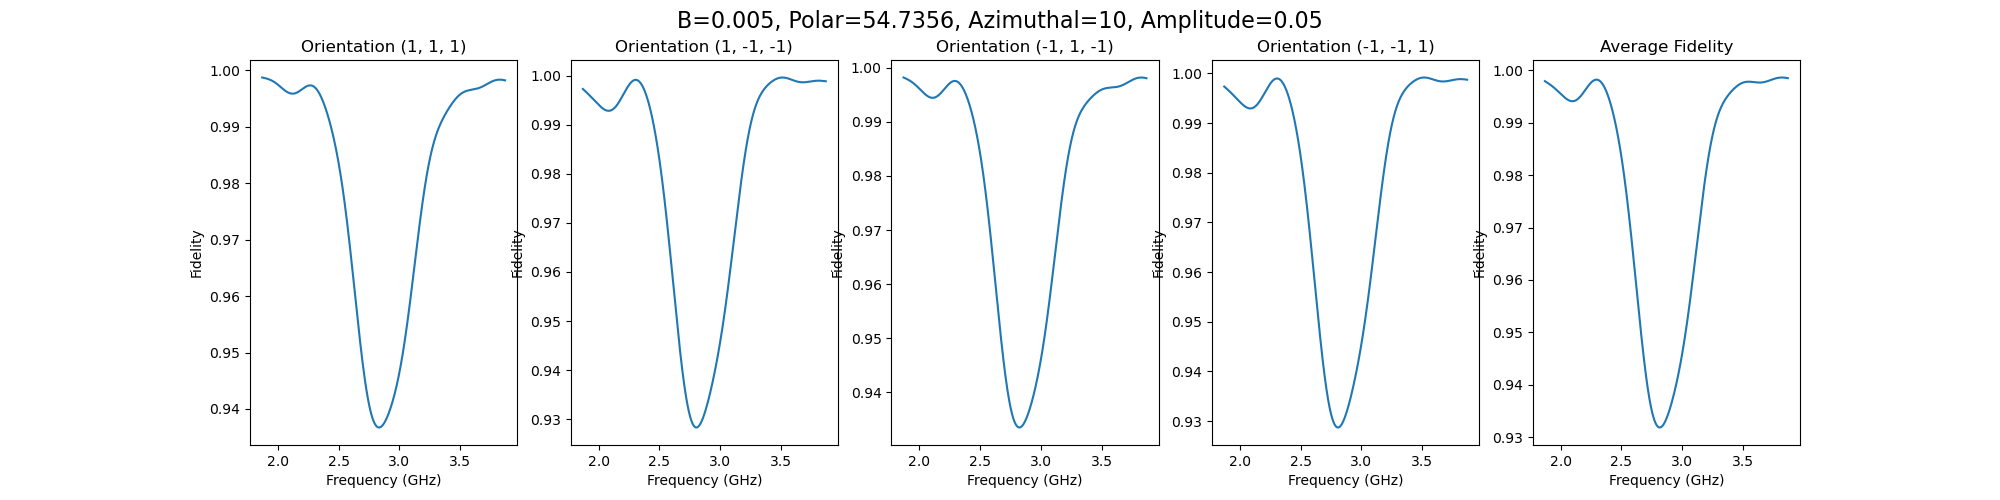 B=0.005, Polar=54.7356, Azimuthal=10, Amplitude=0.05
Orientation (1, 1, 1)
1.00
0.99
0.98
0.97
0.96
0.95
0.94
Fidelity
2.0 2.5 3.0 3.5
Frequency (GHz)
Orientation (1, -1, -1)
1.00
0.99
0.98
0.97
0.96
0.95
0.94
0.93
Fidelity
2.0 2.5 3.0 3.5
Frequency (GHz)
Orientation (-1, 1, -1)
1.00
0.99
0.98
0.97
0.96
0.95
0.94
Fidelity
2.0 2.5 3.0 3.5
Frequency (GHz)
Orientation (-1, -1, 1)
1.00
0.99
0.98
0.97
0.96
0.95
0.94
0.93
Fidelity
2.0 2.5 3.0 3.5
Frequency (GHz)
Average Fidelity
1.00
0.99
0.98
0.97
0.96
0.95
0.94
0.93
Fidelity
2.0 2.5 3.0 3.5
Frequency (GHz)